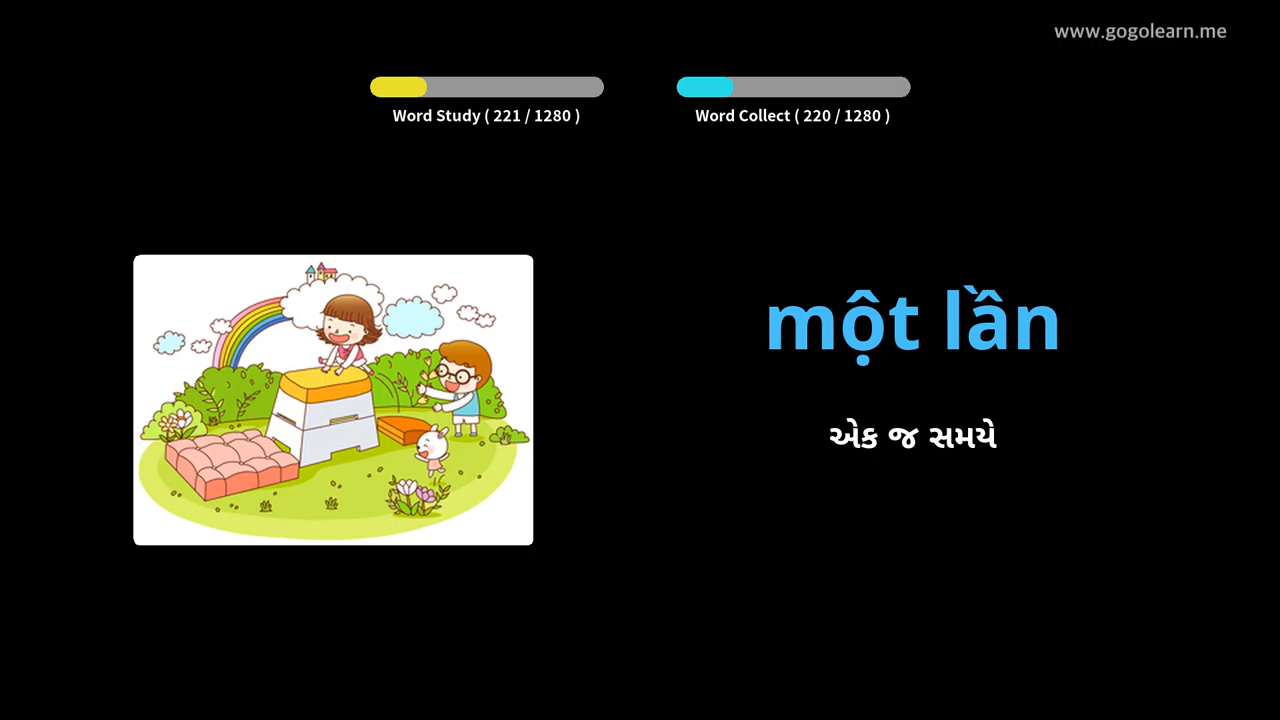 www.gogolearn.me
Word Study ( 221 / 1280 )
Word Collect ( 220 / 1280 )
một lần
એક જ સમયે